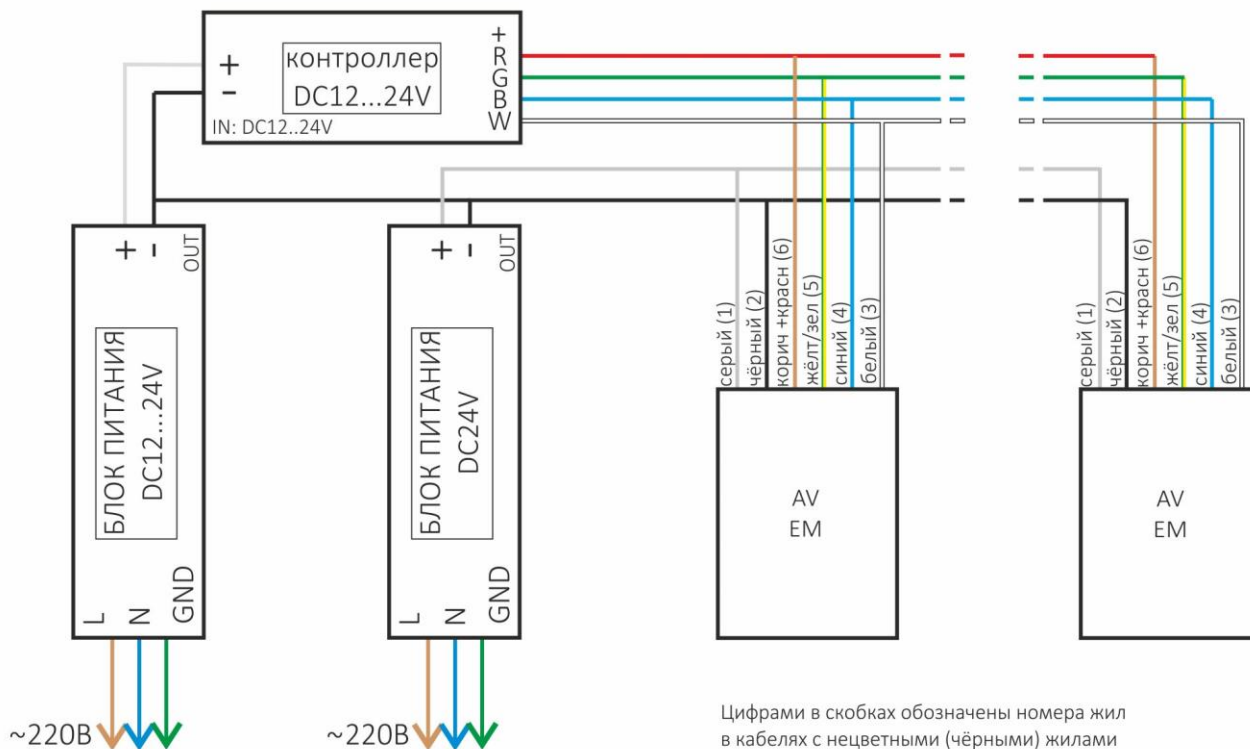 контроллер
DC12...24V
+
-
IN: DC12..24V
+
R
G
B
W
+
-
OUT
БЛОК ПИТАНИЯ
DC12...24V
L
N
GND
~220В
+
-
OUT
БЛОК ПИТАНИЯ
DC24V
L
N
GND
~220В
серый (1)
чёрный (2)
корич +красн (6)
жёлт/зел (5)
синий (4)
белый (3)
AV
EM
серый (1)
чёрный (2)
корич +красн (6)
жёлт/зел (5)
синий (4)
белый (3)
AV
EM
Цифрами в скобках обозначены номера жил
в кабелях с нецветными (чёрными) жилами